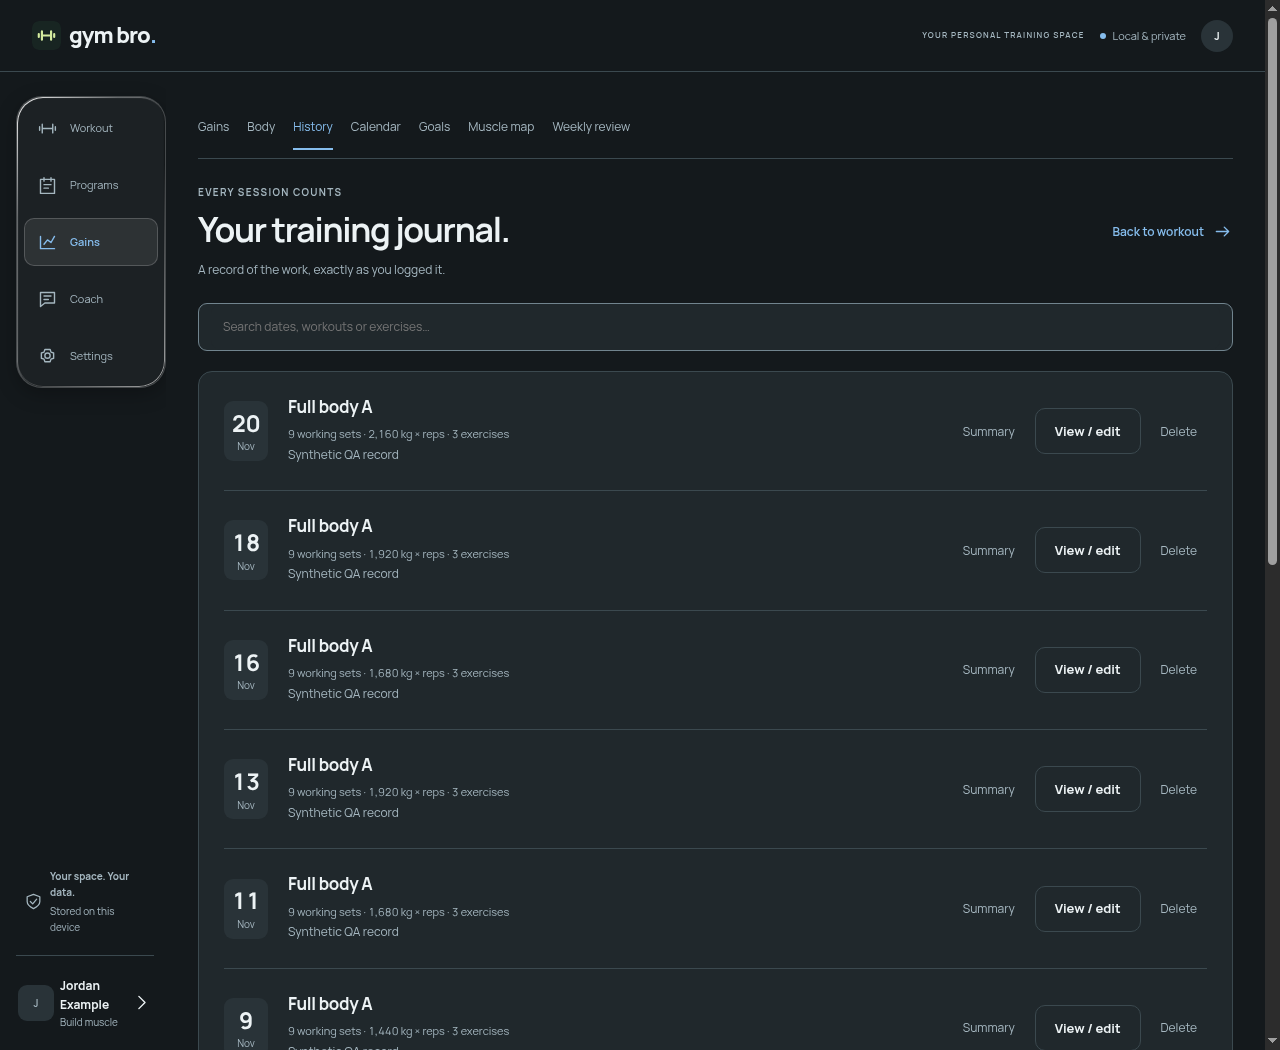 gym bro.
YOUR PERSONAL TRAINING SPACE
Local & private
J
Workout
Programs
Gains
Coach
Settings
Gains Body History Calendar Goals Muscle map Weekly review
EVERY SESSION COUNTS
Your training journal.
Back to workout
A record of the work, exactly as you logged it.
Search dates, workouts or exercises...
20
Nov
Full body A
9 working sets · 2,160 kg × reps · 3 exercises
Synthetic QA record
Summary
View / edit
Delete
18
Nov
Full body A
9 working sets · 1,920 kg × reps · 3 exercises
Synthetic QA record
Summary
View / edit
Delete
16
Nov
Full body A
9 working sets · 1,680 kg × reps · 3 exercises
Synthetic QA record
Summary
View / edit
Delete
13
Nov
Full body A
9 working sets · 1,920 kg × reps · 3 exercises
Synthetic QA record
Summary
View / edit
Delete
11
Nov
Full body A
9 working sets · 1,680 kg × reps · 3 exercises
Synthetic QA record
Summary
View / edit
Delete
9
Nov
Full body A
9 working sets · 1,440 kg × reps · 3 exercises
Synthetic QA record
Summary
View / edit
Delete
Your space. Your
data.
Stored on this
device
J
Jordan
Example
Build muscle